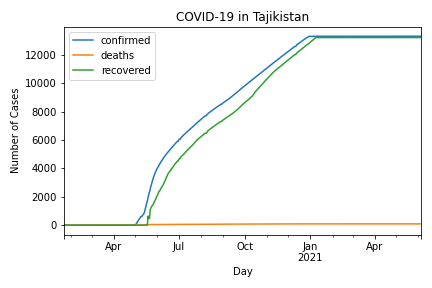 COVID-19 in Tajikistan
confirmed
deaths
recovered
Number of Cases
12000
10000
8000
6000
4000
2000
0
Apr
Jul
Oct
Jan
2021
Apr
Day